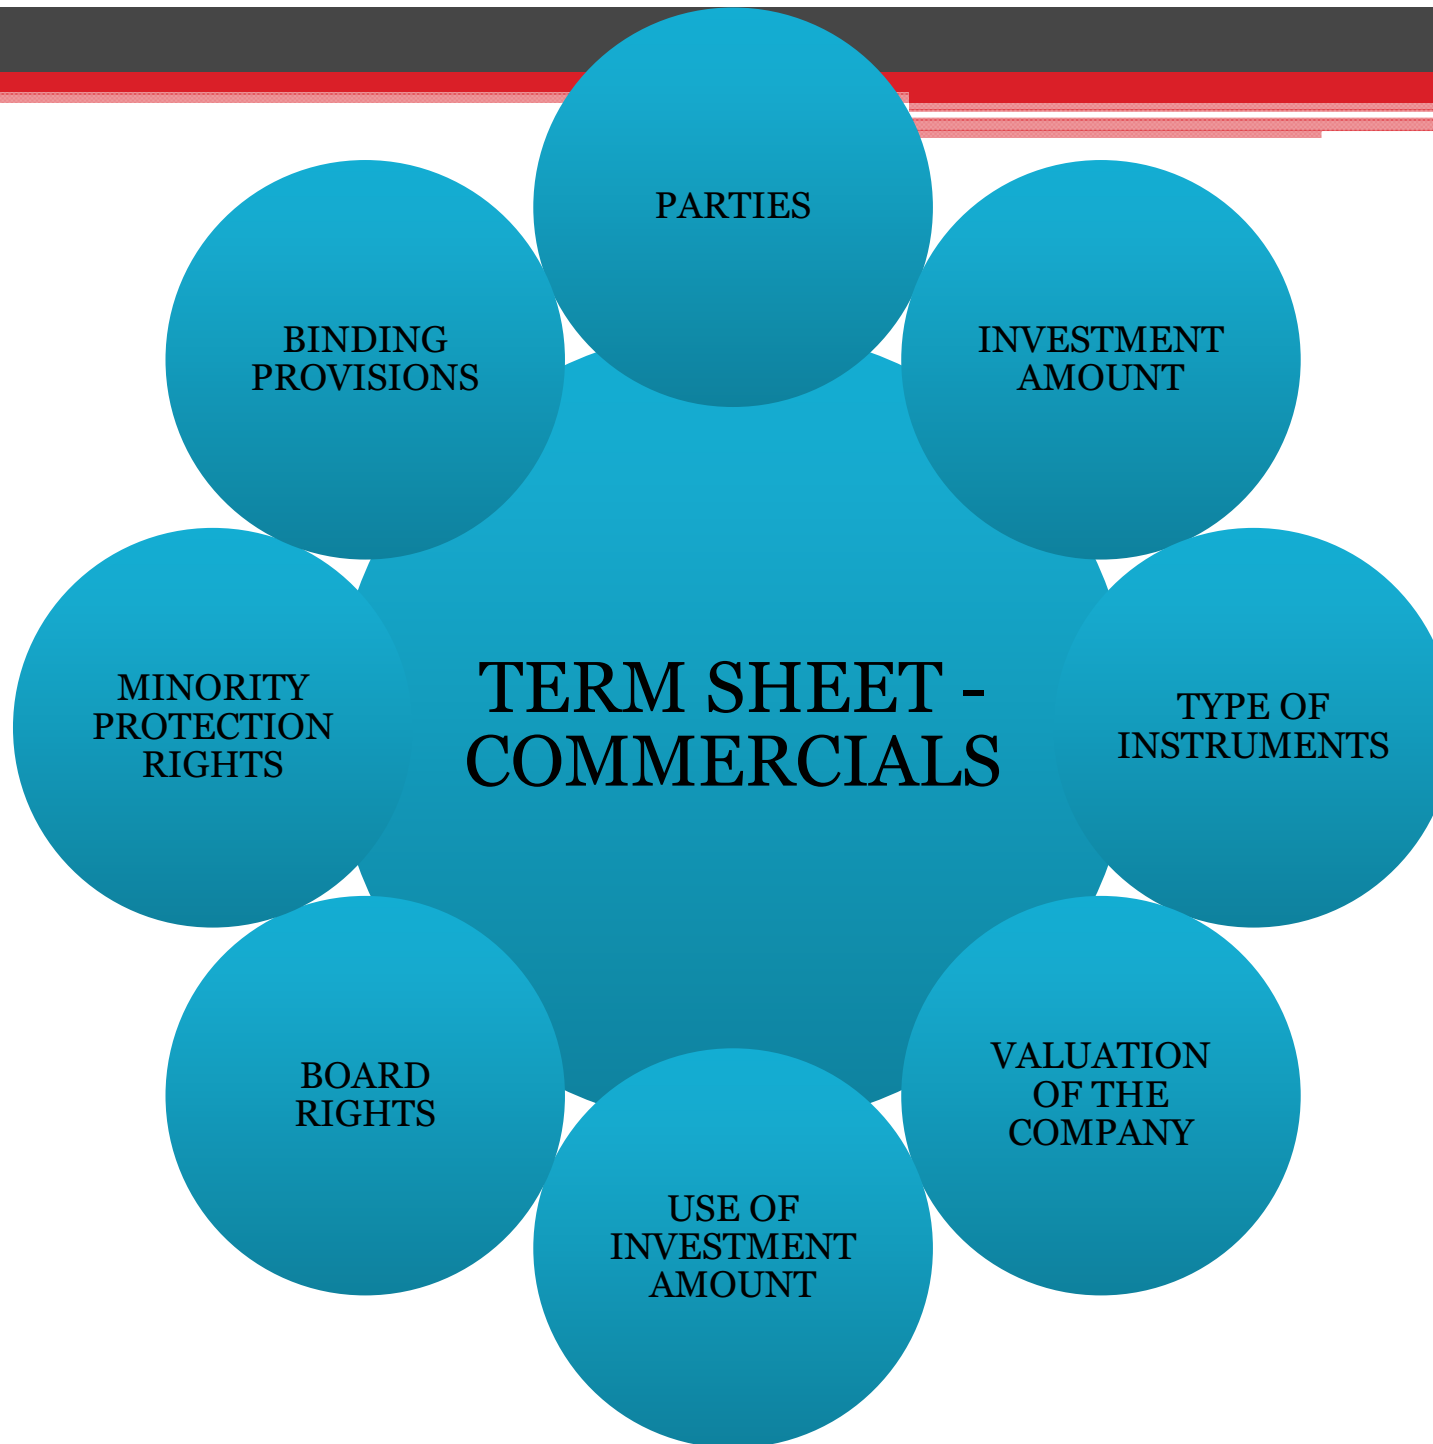 PARTIES
INVESTMENT
AMOUNT
TYPE OF
INSTRUMENTS
VALUATION
OF THE
COMPANY
USE OF
INVESTMENT
AMOUNT
BOARD
RIGHTS
MINORITY
PROTECTION
RIGHTS
BINDING
PROVISIONS
TERM SHEET -
COMMERCIALS